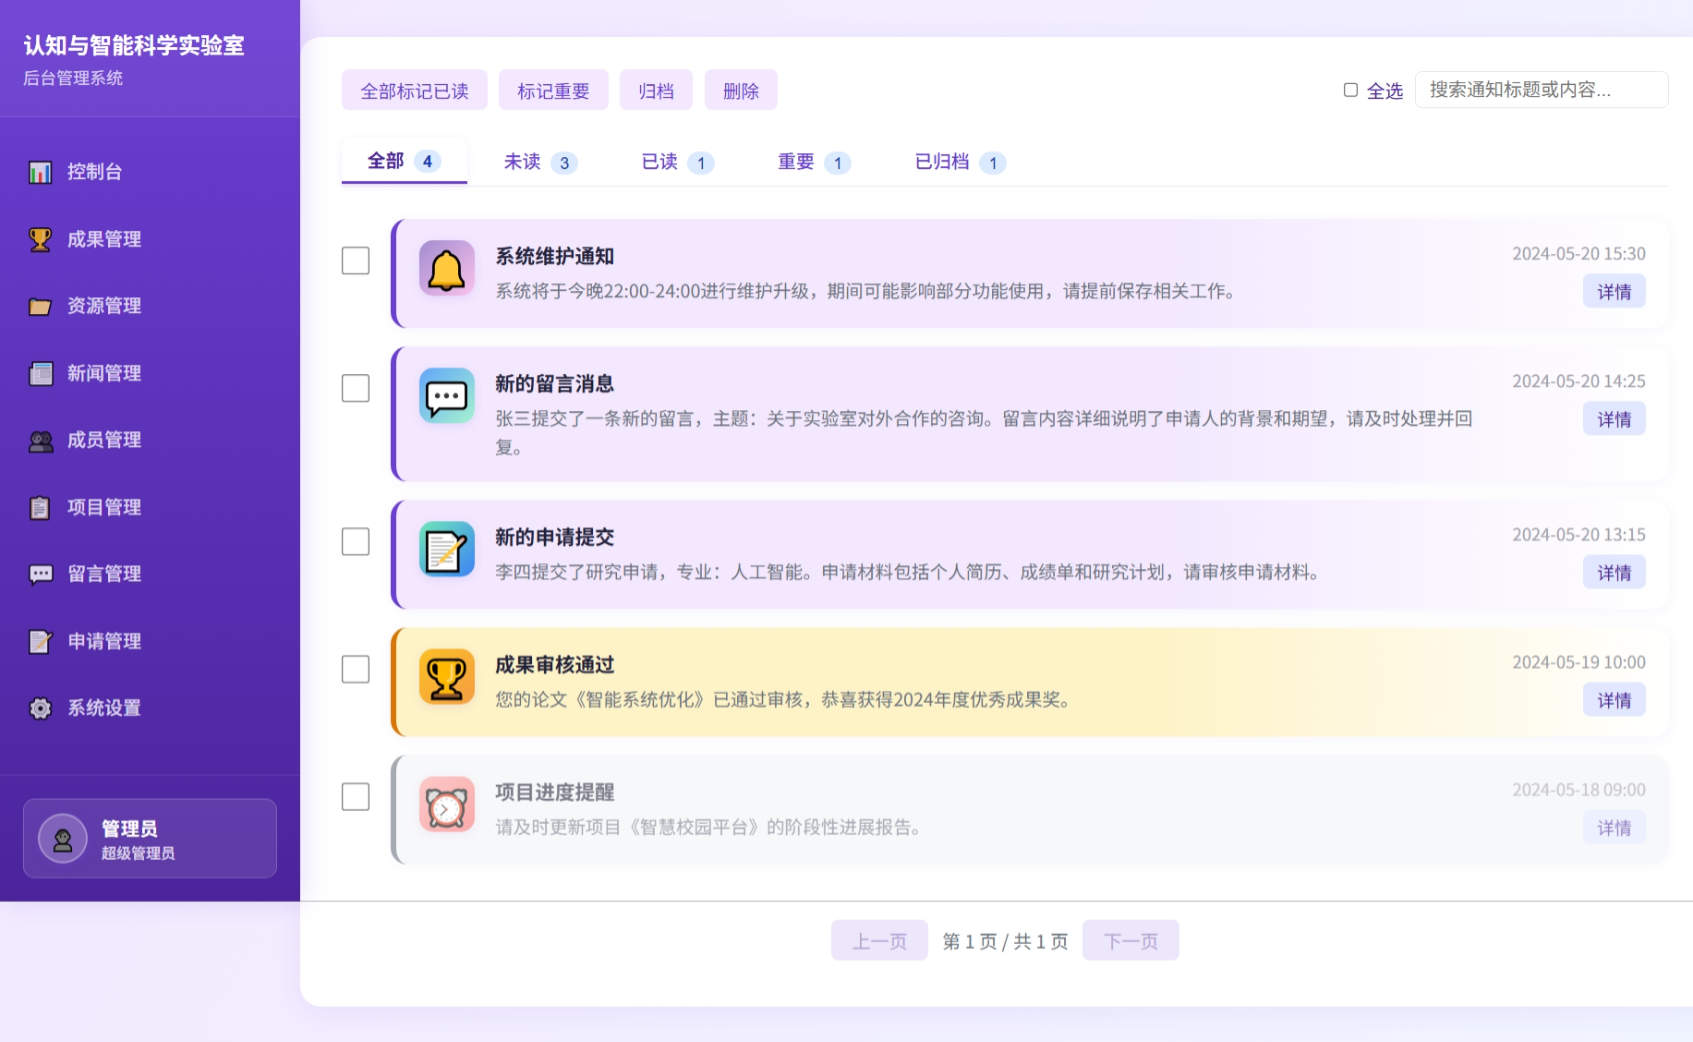 认知与智能科学实验室
后台管理系统
控制台
成果管理
资源管理
新闻管理
成员管理
项目管理
留言管理
申请管理
系统设置
管理员
超级管理员
全部标记已读 标记重要 归档 删除 全选 搜索通知标题或内容...
全部 4 未读 3 已读 1 重要 1 已归档 1
系统维护通知 2024-05-20 15:30
系统将于今晚22:00-24:00进行维护升级，期间可能影响部分功能使用，请提前保存相关工作。 详情
新的留言消息 2024-05-20 14:25
张三提交了一条新的留言，主题：关于实验室对外合作的咨询。留言内容详细说明了申请人的背景和期望，请及时处理并回 详情
复。
新的申请提交 2024-05-20 13:15
李四提交了研究申请，专业：人工智能。申请材料包括个人简历、成绩单和研究计划，请审核申请材料。 详情
成果审核通过 2024-05-19 10:00
您的论文《智能系统优化》已通过审核，恭喜获得2024年度优秀成果奖。 详情
项目进度提醒 2024-05-18 09:00
请及时更新项目《智慧校园平台》的阶段性进展报告。 详情
上一页 第 1 页 / 共 1 页 下一页